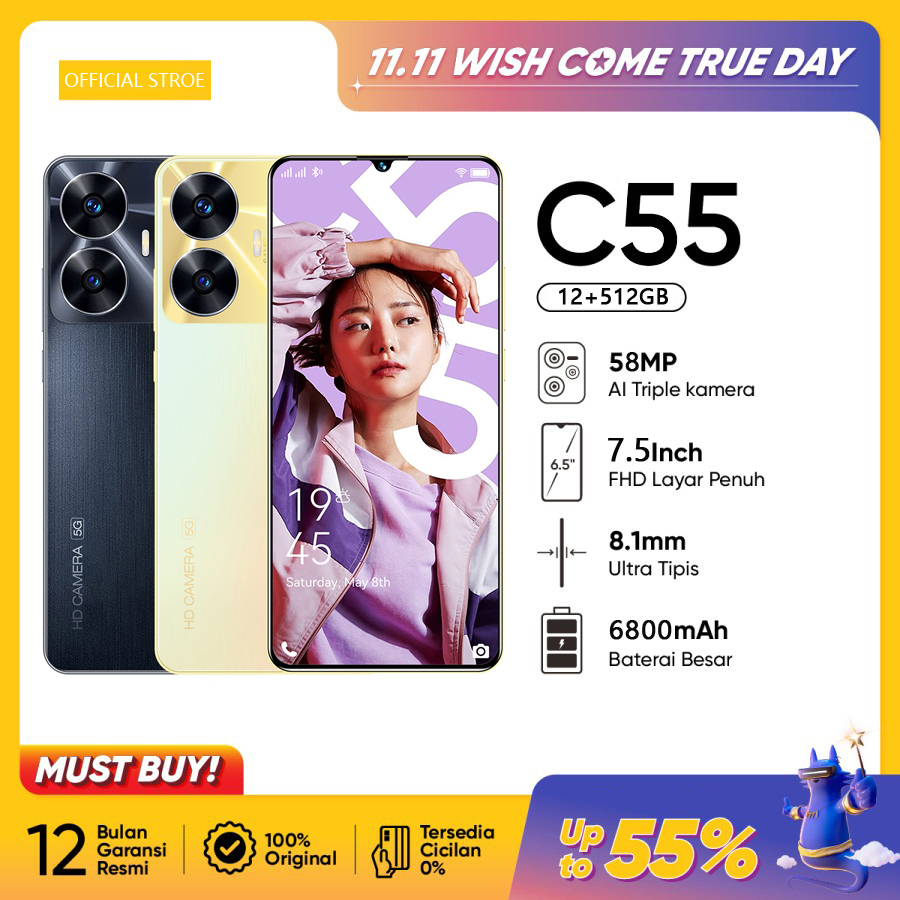 OFFICIAL STROE
11.11 WISH COME TRUE DAY
C55
12+512GB
58MP
AI Triple kamera
7.5Inch
6.5"
FHD Layar Penuh
8.1mm
Ultra Tipis
6800mAh
Baterai Besar
HD CAMERA 5G
HD CAMERA 5G
19
45
Saturday, May 8th
MUST BUY!
12 Bulan
Garansi
Resmi
100%
Original
Tersedia
Cicilan
0%
Up
to 55%